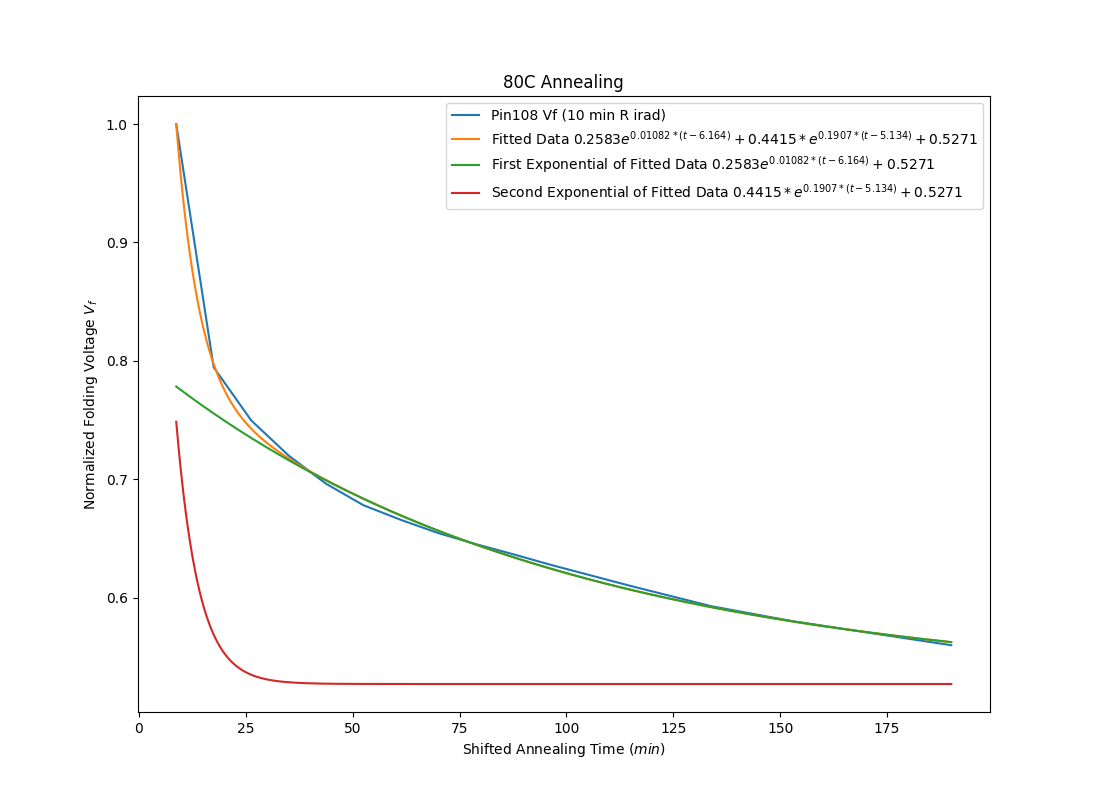 80C Annealing
Pin108 Vf (10 min R irad)
Fitted Data 0.2583e^{0.01082*(t−6.164)} + 0.4415 * e^{0.1907*(t−5.134)} + 0.5271
First Exponential of Fitted Data 0.2583e^{0.01082*(t−6.164)} + 0.5271
Second Exponential of Fitted Data 0.4415 * e^{0.1907*(t−5.134)} + 0.5271
Normalized Folding Voltage V_f
1.0
0.9
0.8
0.7
0.6
0 25 50 75 100 125 150 175
Shifted Annealing Time (min)